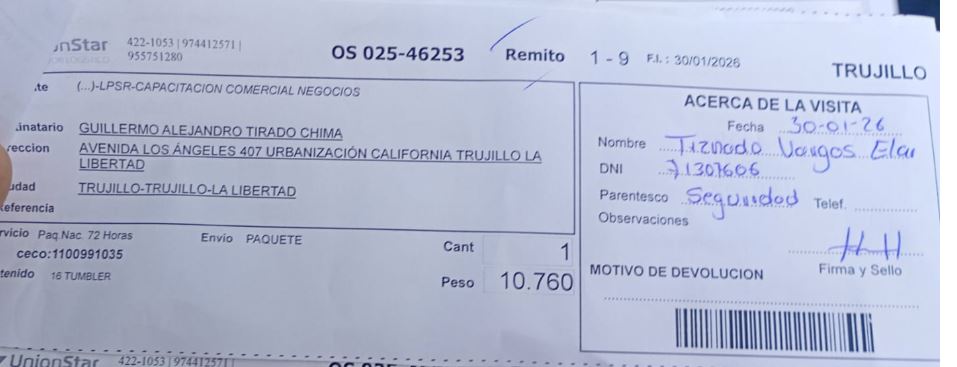 UnionStar 422-1053 | 974412571 |
955751280
OS 025-46253 Remito 1 - 9 F.I.: 30/01/2026 TRUJILLO
.te (...)-LPSR-CAPACITACION COMERCIAL NEGOCIOS
.inatario GUILLERMO ALEJANDRO TIRADO CHIMA
reccion AVENIDA LOS ÁNGELES 407 URBANIZACIÓN CALIFORNIA TRUJILLO LA
LIBERTAD
udad TRUJILLO-TRUJILLO-LA LIBERTAD
Referencia
rvicio Paq.Nac. 72 Horas Envio PAQUETE Cant 1
ceco:1100991035
tenido 16 TUMBLER Peso 10.760
ACERCA DE LA VISITA
Fecha 30-01-26
Nombre Tiznado Vargas Elar
DNI 71307606
Parentesco Seguridad Telef.
Observaciones
Firma y Sello
MOTIVO DE DEVOLUCION
UnionStar 422-1053 | 974412571 |